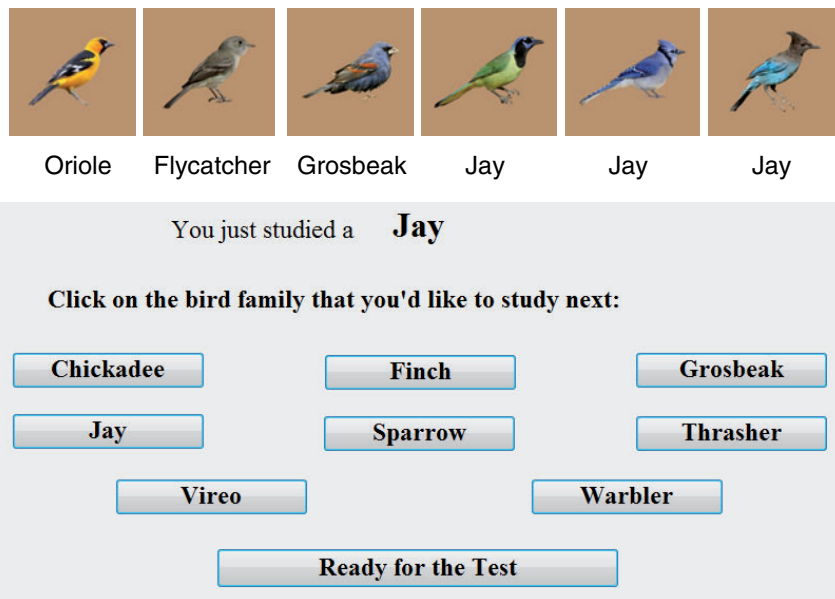 Oriole Flycatcher Grosbeak Jay Jay Jay
You just studied a Jay
Click on the bird family that you'd like to study next:
Chickadee Finch Grosbeak
Jay Sparrow Thrasher
Vireo Warbler
Ready for the Test